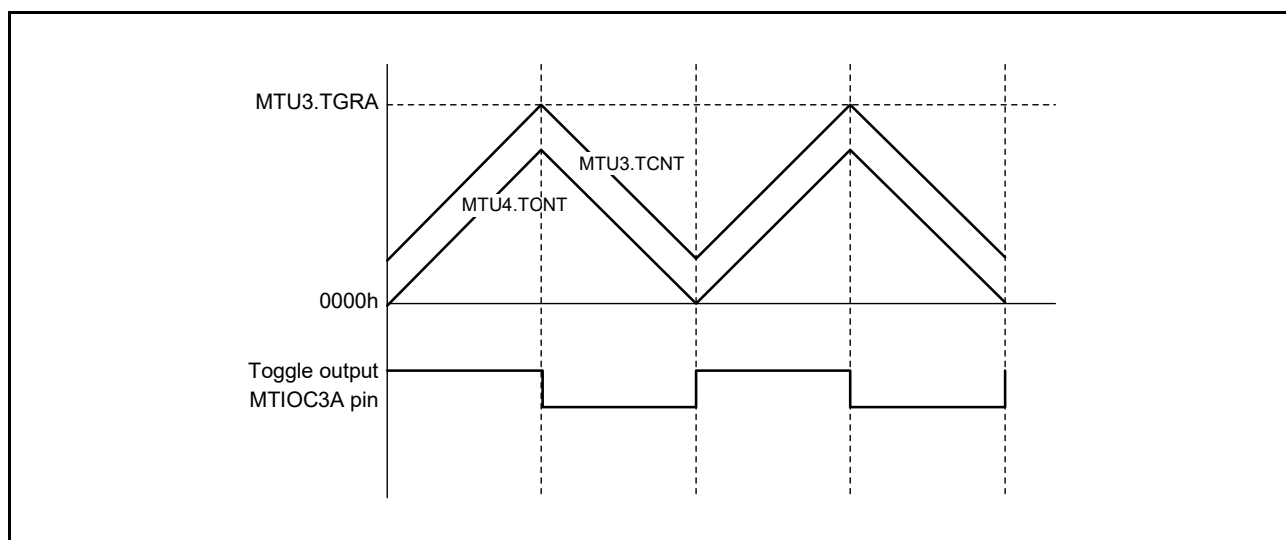 MTU3.TGRA
MTU3.TCNT
MTU4.TCNT
0000h
Toggle output
MTIOC3A pin